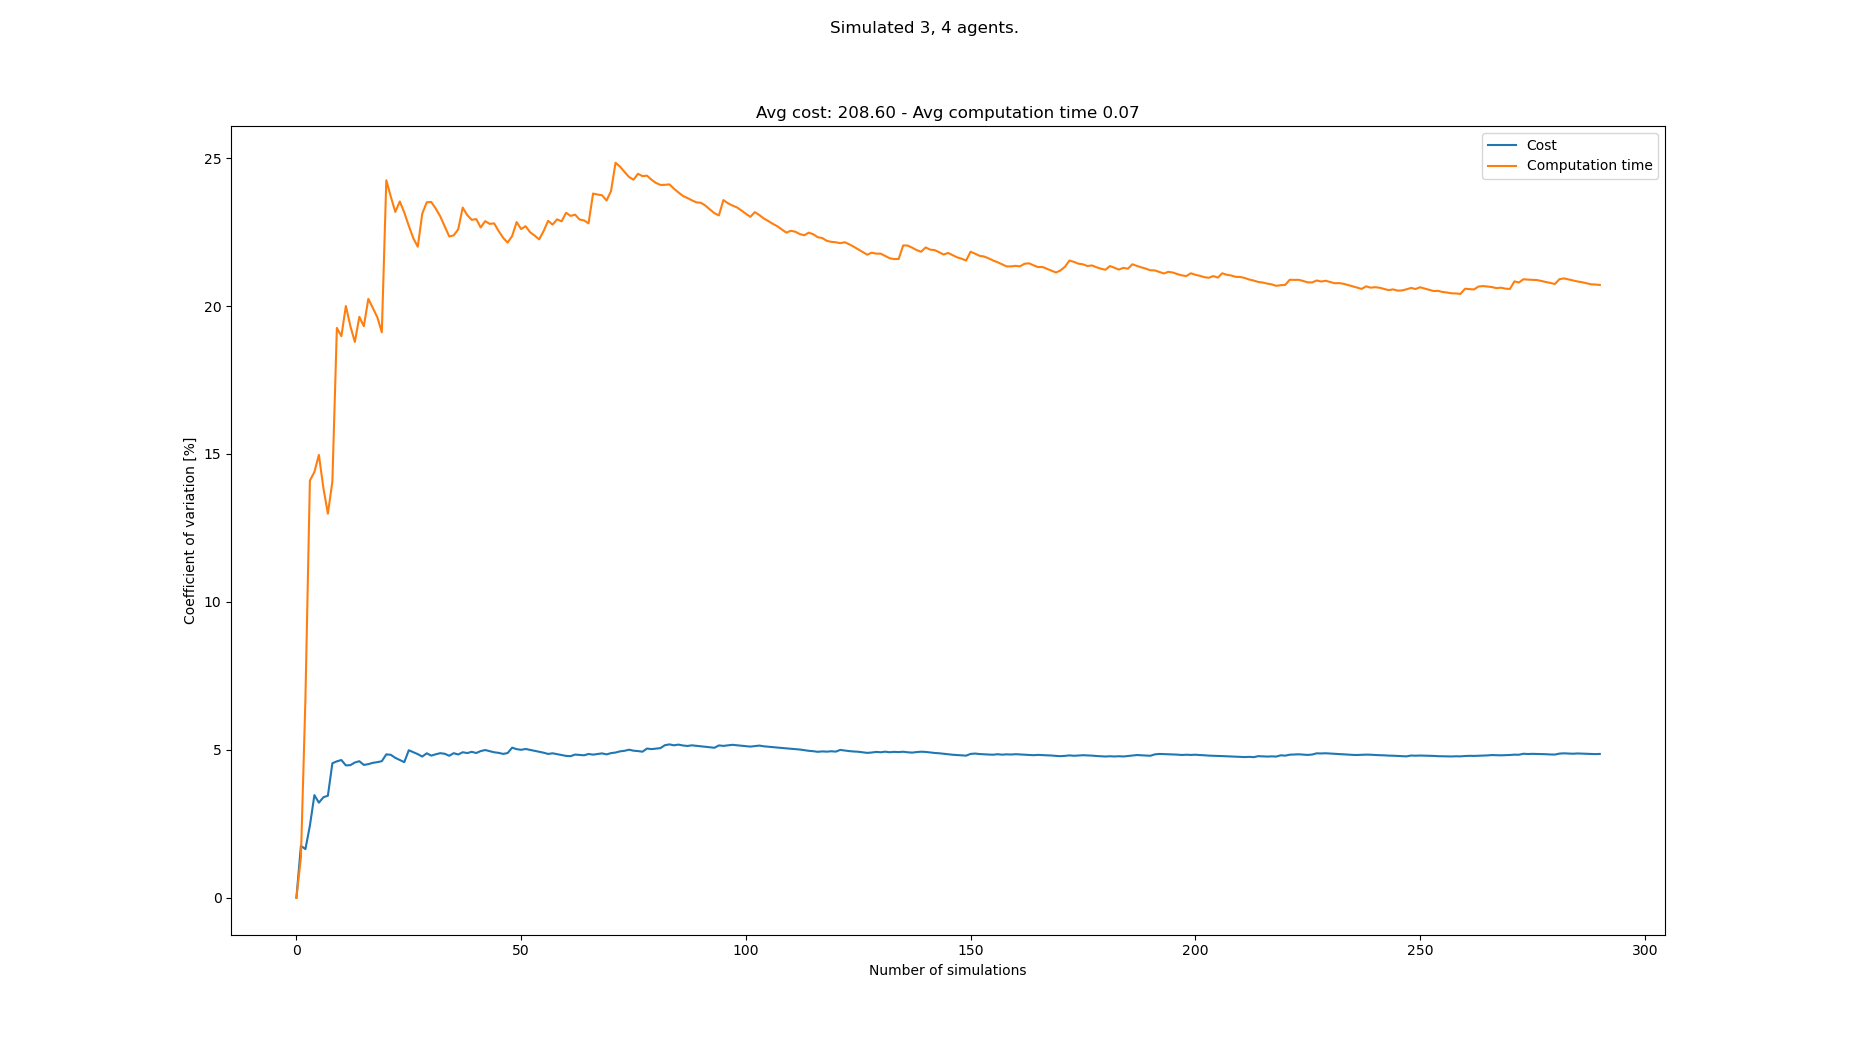 Simulated 3, 4 agents.
Avg cost: 208.60 - Avg computation time 0.07
Cost
Computation time
25
20
15
10
5
0
Coefficient of variation [%]
0 50 100 150 200 250 300
Number of simulations